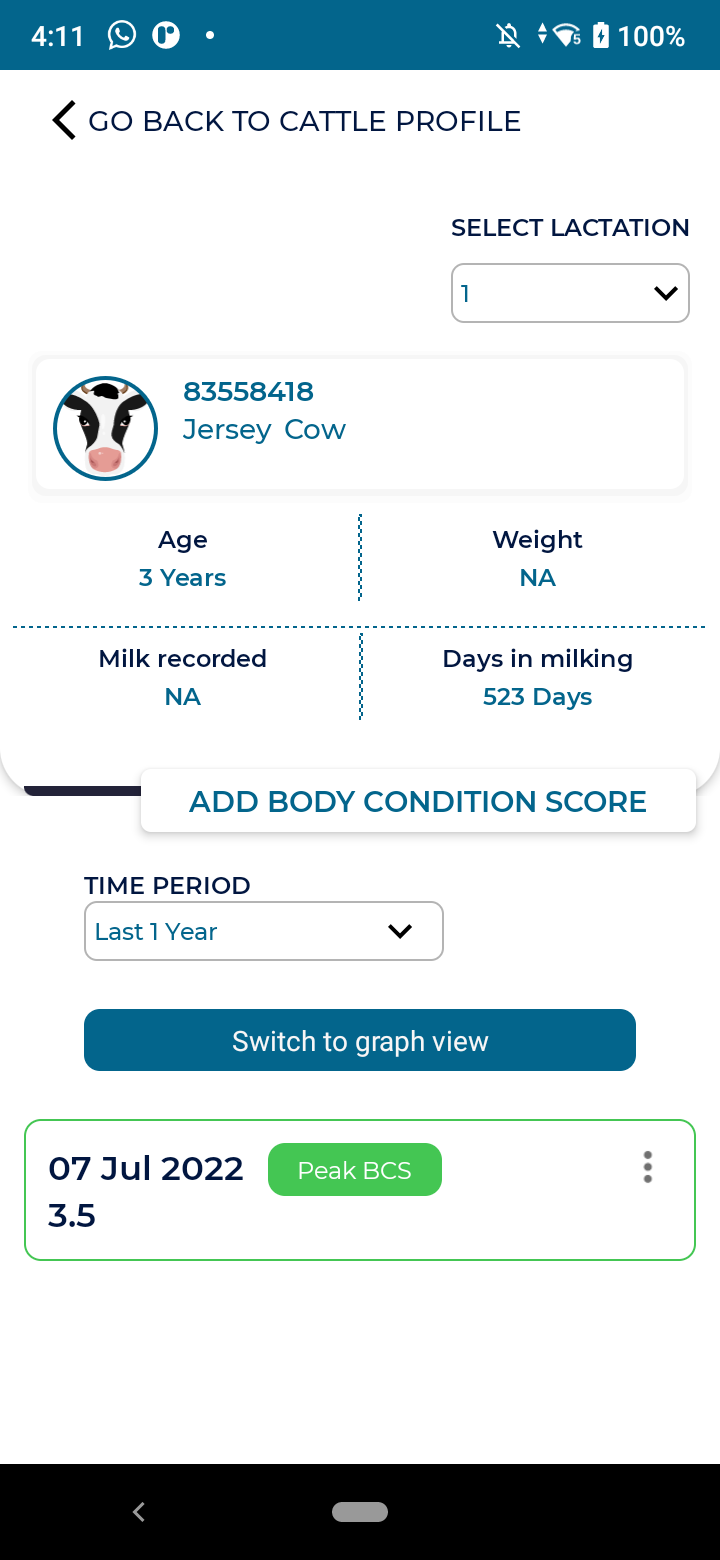 4:11
5
100%
GO BACK TO CATTLE PROFILE
SELECT LACTATION
1
83558418
Jersey Cow
Age
3 Years
Weight
NA
Milk recorded
NA
Days in milking
523 Days
ADD BODY CONDITION SCORE
TIME PERIOD
Last 1 Year
Switch to graph view
07 Jul 2022
Peak BCS
3.5